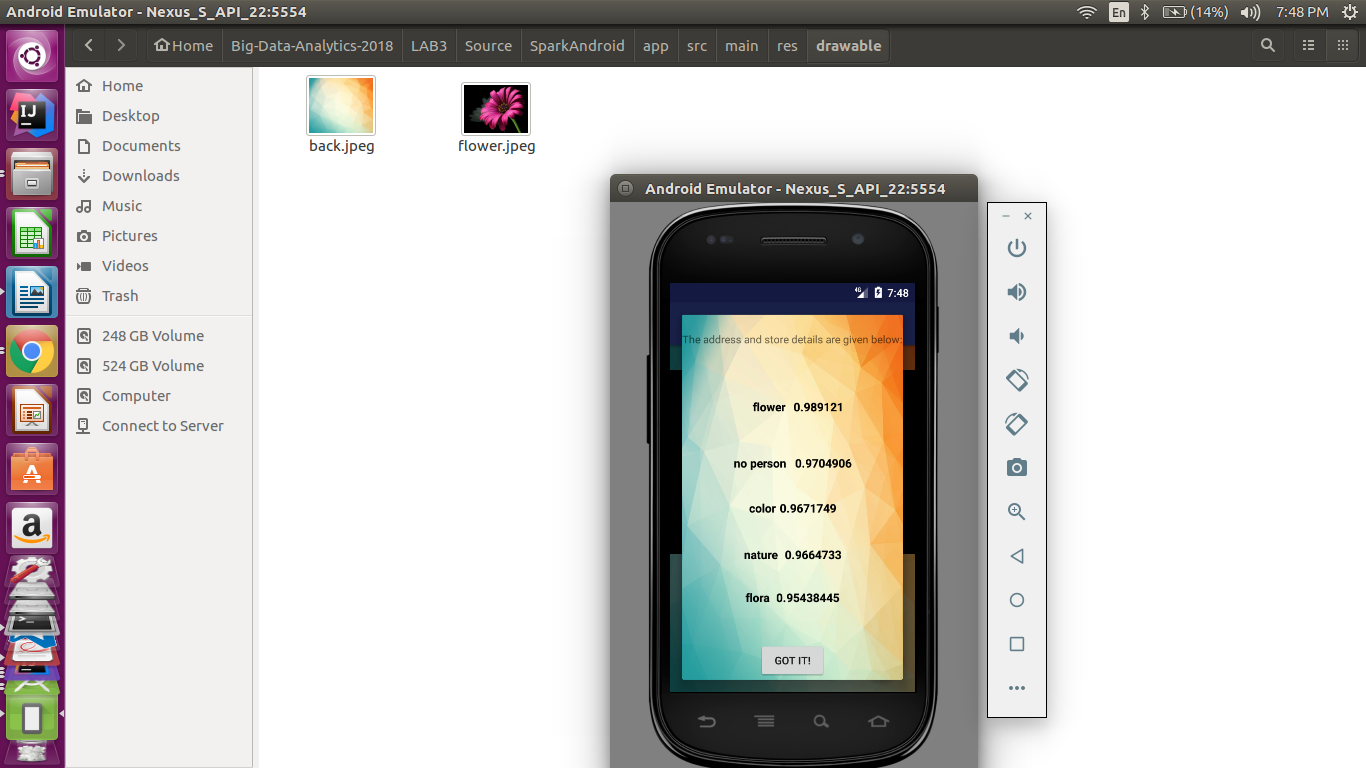 Android Emulator - Nexus_S_API_22:5554
En
(14%)
7:48 PM
Home
Big-Data-Analytics-2018
LAB3
Source
SparkAndroid
app
src
main
res
drawable
Home
Desktop
Documents
Downloads
Music
Pictures
Videos
Trash
248 GB Volume
524 GB Volume
Computer
Connect to Server
back.jpeg
flower.jpeg
Android Emulator - Nexus_S_API_22:5554
4G
7:48
The address and store details are given below:
flower 0.989121
no person 0.9704906
color 0.9671749
nature 0.9664733
flora 0.95438445
GOT IT!
IJ
A
a